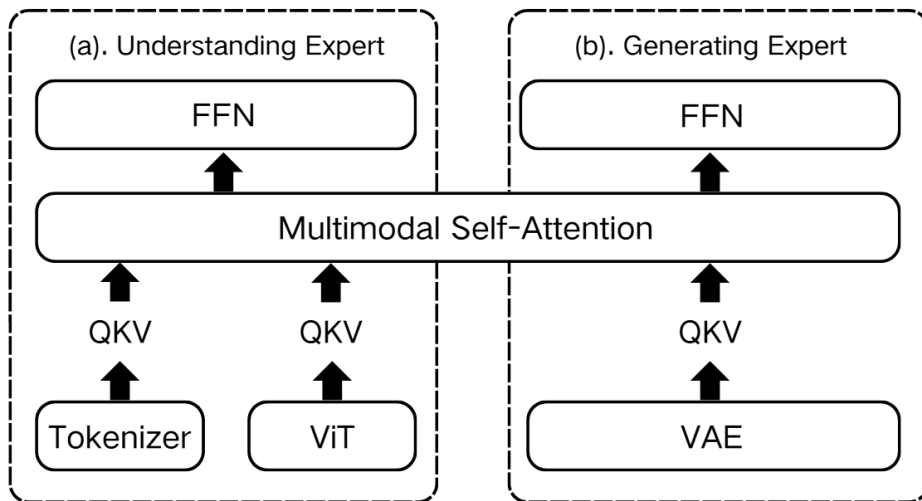 (a). Understanding Expert
(b). Generating Expert
FFN
FFN
Multimodal Self-Attention
QKV
QKV
QKV
Tokenizer
ViT
VAE